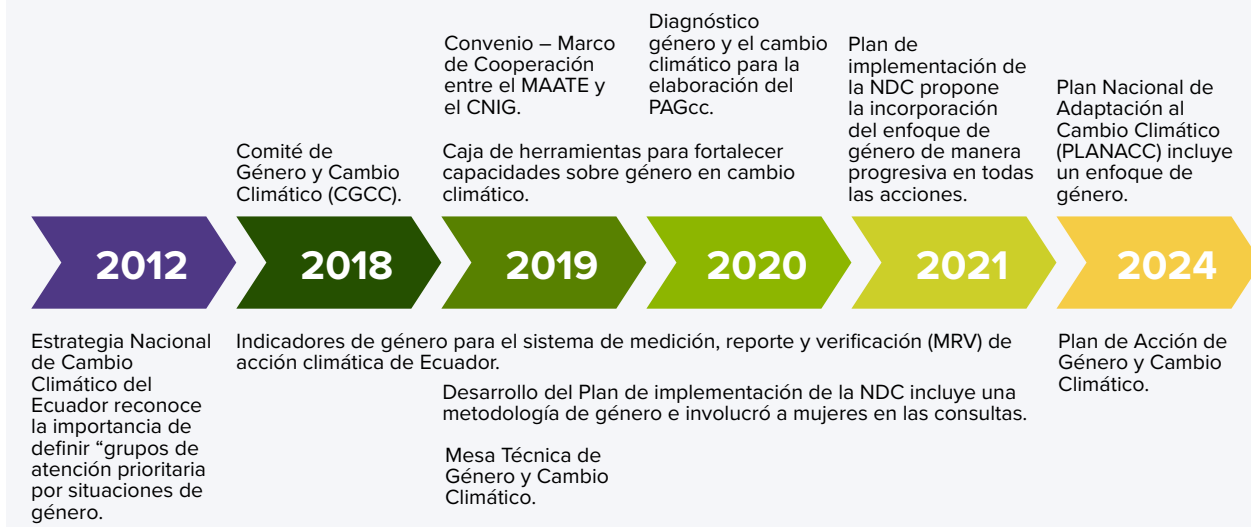 Convenio – Marco
de Cooperación
entre el MAATE y
el CNIG.
Diagnóstico
género y el cambio
climático para la
elaboración del
PAGcc.
Plan de
implementación de
la NDC propone
la incorporación
del enfoque de
género de manera
progresiva en todas
las acciones.
Plan Nacional de
Adaptación al
Cambio Climático
(PLANACC) incluye
un enfoque de
género.
Comité de
Género y Cambio
Climático (CGCC).
Caja de herramientas para fortalecer
capacidades sobre género en cambio
climático.
2012
2018
2019
2020
2021
2024
Estrategia Nacional
de Cambio
Climático del
Ecuador reconoce
la importancia de
definir “grupos de
atención prioritaria
por situaciones de
género.
Indicadores de género para el sistema de medición, reporte y verificación (MRV) de
acción climática de Ecuador.
Desarrollo del Plan de implementación de la NDC incluye una
metodología de género e involucró a mujeres en las consultas.
Mesa Técnica de
Género y Cambio
Climático.
Plan de Acción de
Género y Cambio
Climático.